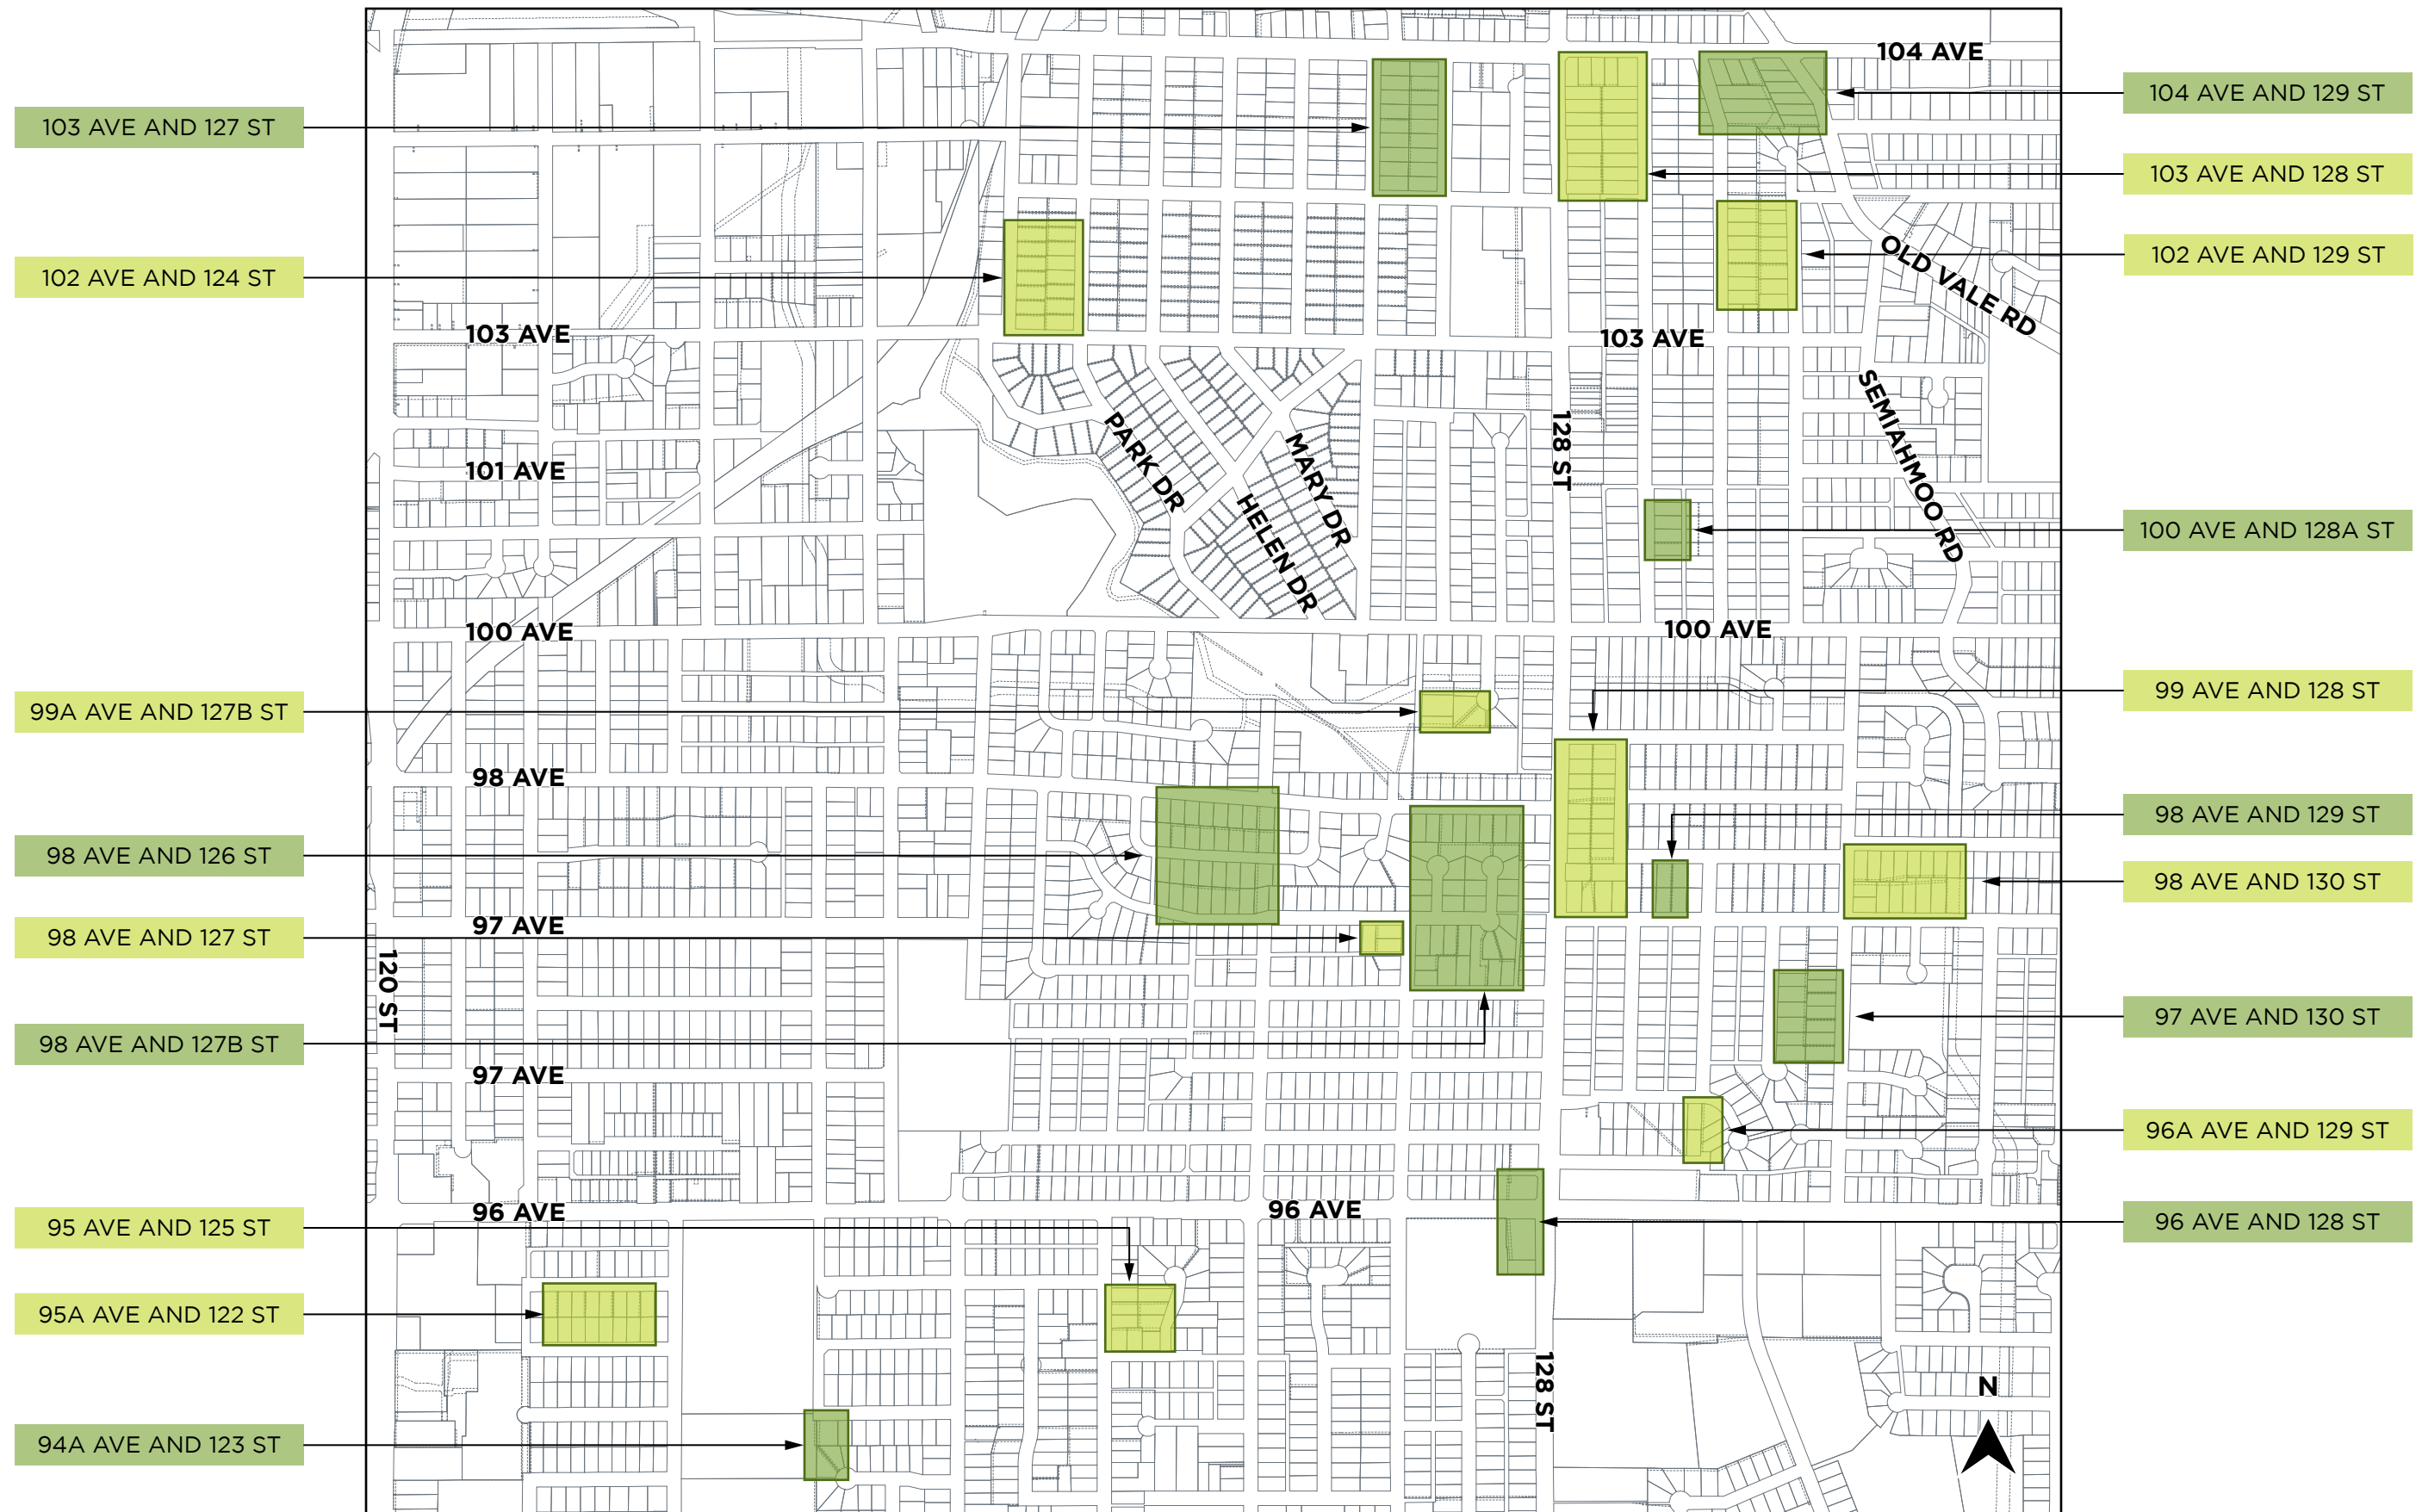 104 AVE
104 AVE AND 129 ST
103 AVE AND 127 ST
103 AVE AND 128 ST
102 AVE AND 129 ST
OLD VALE RD
102 AVE AND 124 ST
103 AVE
103 AVE
SEMIAHMOO RD
128 ST
PARK DR
MARY DR
HELEN DR
101 AVE
100 AVE AND 128A ST
100 AVE
100 AVE
99 AVE AND 128 ST
99A AVE AND 127B ST
98 AVE
98 AVE AND 129 ST
98 AVE AND 126 ST
98 AVE AND 130 ST
97 AVE
98 AVE AND 127 ST
120 ST
97 AVE AND 130 ST
98 AVE AND 127B ST
97 AVE
96A AVE AND 129 ST
96 AVE
96 AVE
95 AVE AND 125 ST
96 AVE AND 128 ST
95A AVE AND 122 ST
128 ST
N
94A AVE AND 123 ST